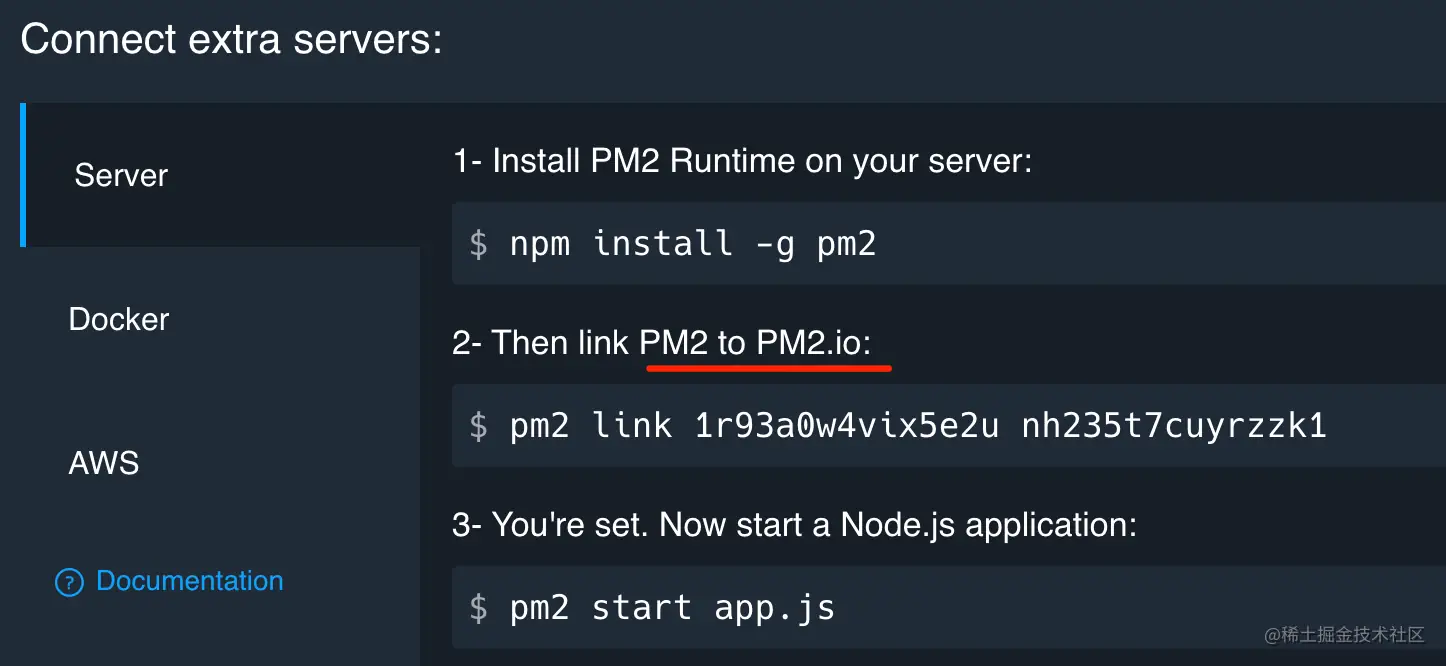 Connect extra servers:
Server
Docker
AWS
? Documentation
1- Install PM2 Runtime on your server:
$ npm install -g pm2
2- Then link PM2 to PM2.io:
$ pm2 link 1r93a0w4vix5e2u nh235t7cuyrzzk1
3- You're set. Now start a Node.js application:
$ pm2 start app.js
@稀土掘金技术社区